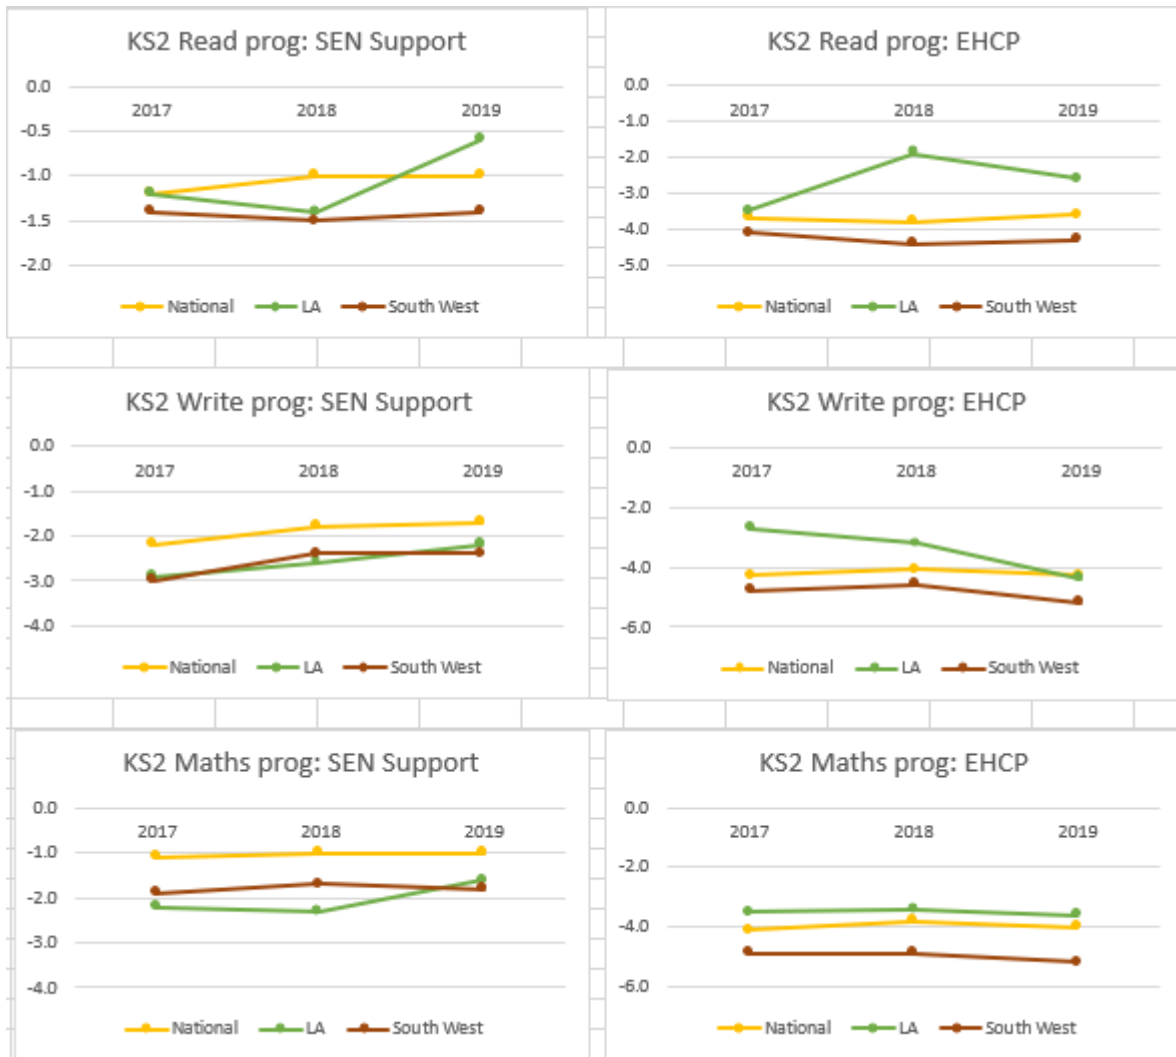 KS2 Read prog: SEN Support
0.0
2017 2018 2019
-0.5
-1.0
-1.5
-2.0
National LA South West
KS2 Read prog: EHCP
0.0
2017 2018 2019
-1.0
-2.0
-3.0
-4.0
-5.0
National LA South West
KS2 Write prog: SEN Support
0.0
2017 2018 2019
-1.0
-2.0
-3.0
-4.0
National LA South West
KS2 Write prog: EHCP
0.0
2017 2018 2019
-2.0
-4.0
-6.0
National LA South West
KS2 Maths prog: SEN Support
0.0
2017 2018 2019
-1.0
-2.0
-3.0
-4.0
National LA South West
KS2 Maths prog: EHCP
0.0
2017 2018 2019
-2.0
-4.0
-6.0
National LA South West